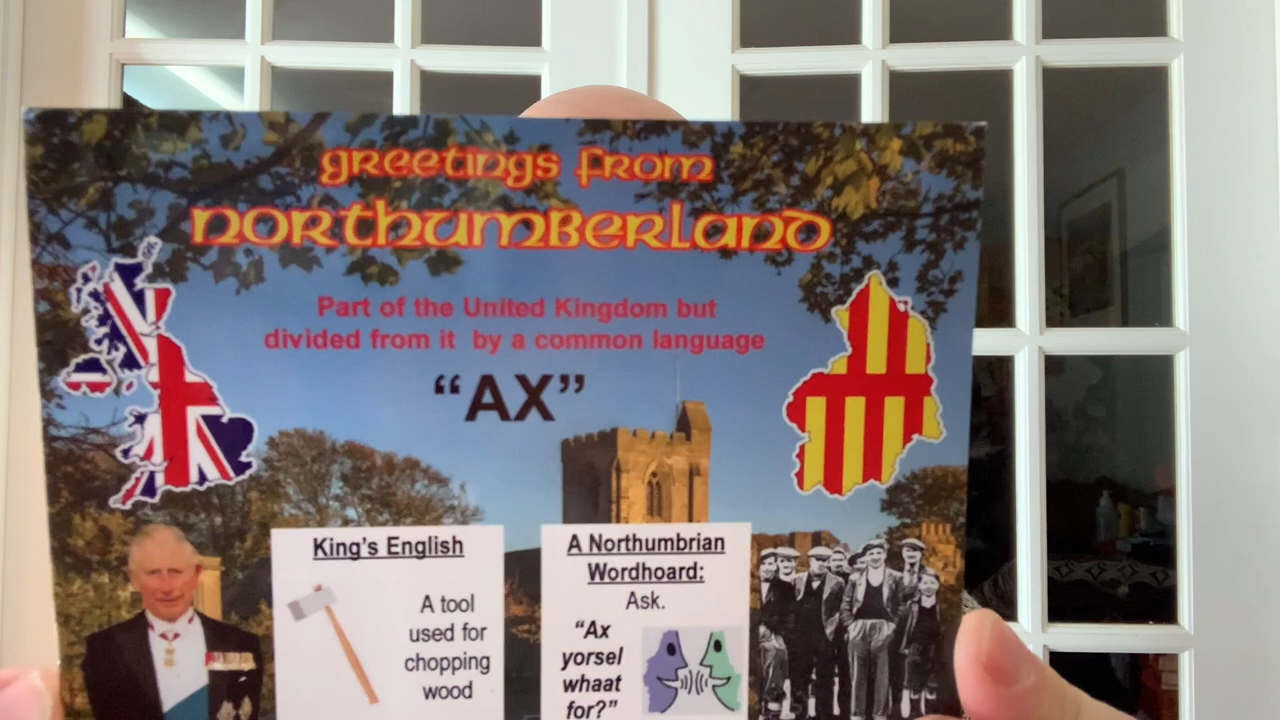 greetings from
northumberland
Part of the United Kingdom but
divided from it by a common language
“AX”
King's English
A tool
used for
chopping
wood
A Northumbrian
Wordhoard:
Ask.
“Ax
yorsel
whaat
for?”